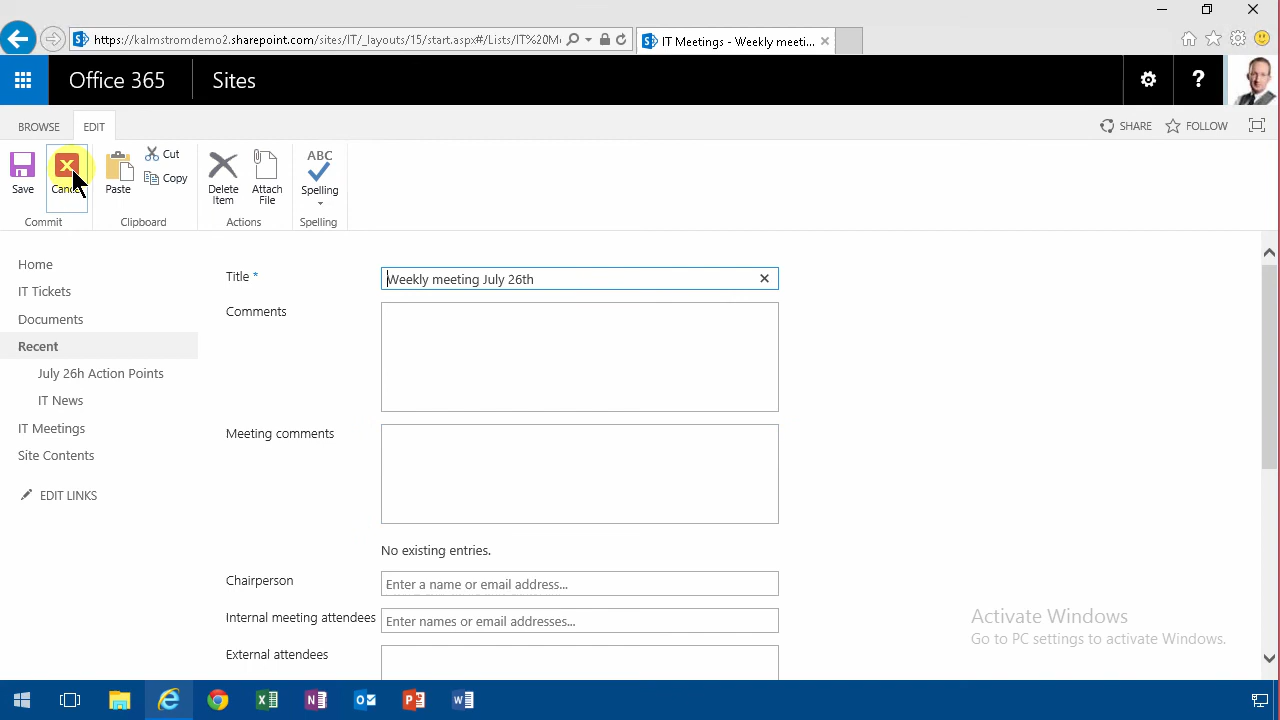 https://kalmstromdemo2.sharepoint.com/sites/IT/_layouts/15/start.aspx#/Lists/IT%20M
IT Meetings - Weekly meeti...
Office 365
Sites
BROWSE
EDIT
SHARE
FOLLOW
Save
Cancel
Paste
Cut
Copy
Delete Item
Attach File
ABC
Spelling
Commit
Clipboard
Actions
Spelling
Home
IT Tickets
Documents
Recent
July 26h Action Points
IT News
IT Meetings
Site Contents
EDIT LINKS
Title *
Weekly meeting July 26th
Comments
Meeting comments
No existing entries.
Chairperson
Enter a name or email address...
Internal meeting attendees
Enter names or email addresses...
External attendees
Activate Windows
Go to PC settings to activate Windows.